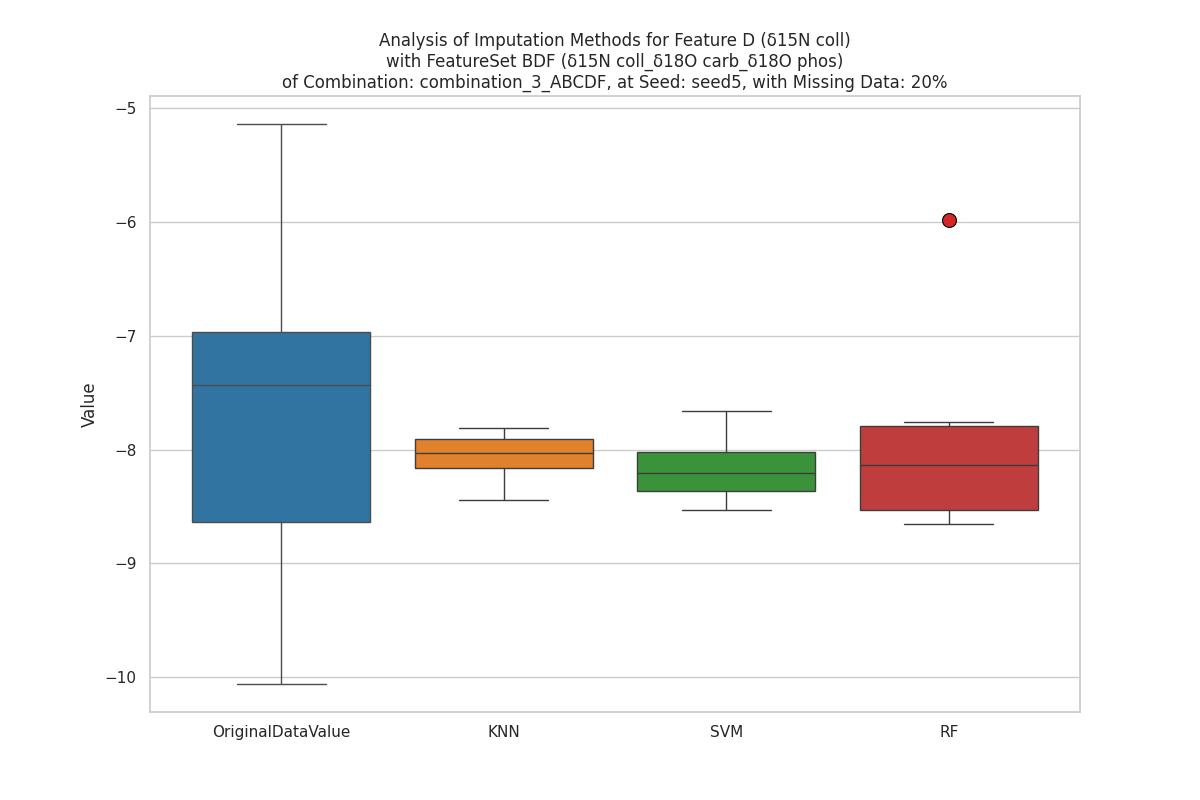 Analysis of Imputation Methods for Feature D (δ15N coll)
with FeatureSet BDF (δ15N coll_δ18O carb_δ18O phos)
of Combination: combination_3_ABCDF, at Seed: seed5, with Missing Data: 20%
−5
−6
−7
−8
−9
−10
Value
OriginalDataValue
KNN
SVM
RF